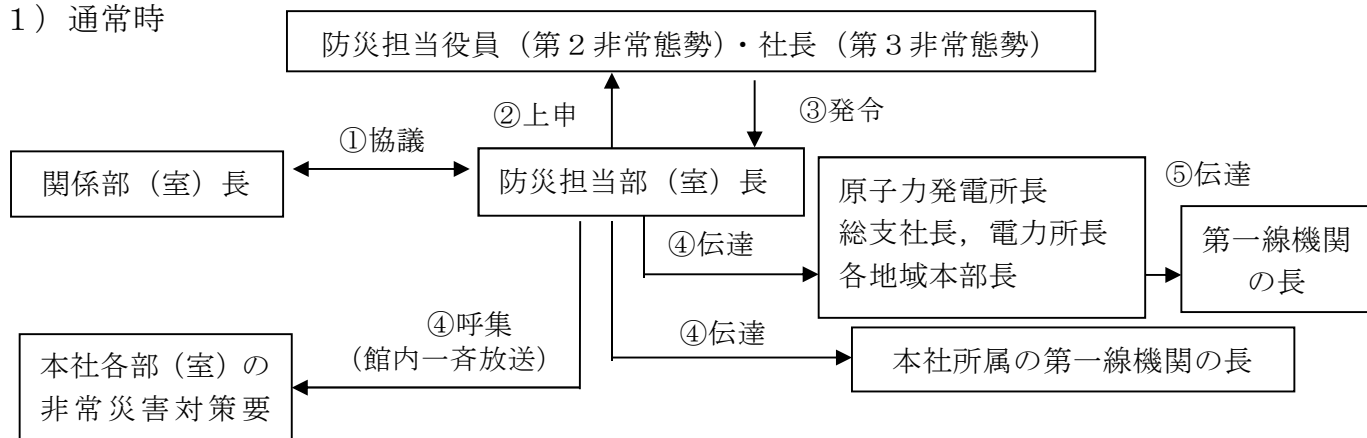 １）通常時
防災担当役員（第２非常態勢）・社長（第３非常態勢）
②上申
③発令
①協議
関係部（室）長
防災担当部（室）長
原子力発電所長
総支社長，電力所長
各地域本部長
⑤伝達
第一線機関
の長
④伝達
④呼集
（館内一斉放送）
④伝達
本社各部（室）の
非常災害対策要
本社所属の第一線機関の長